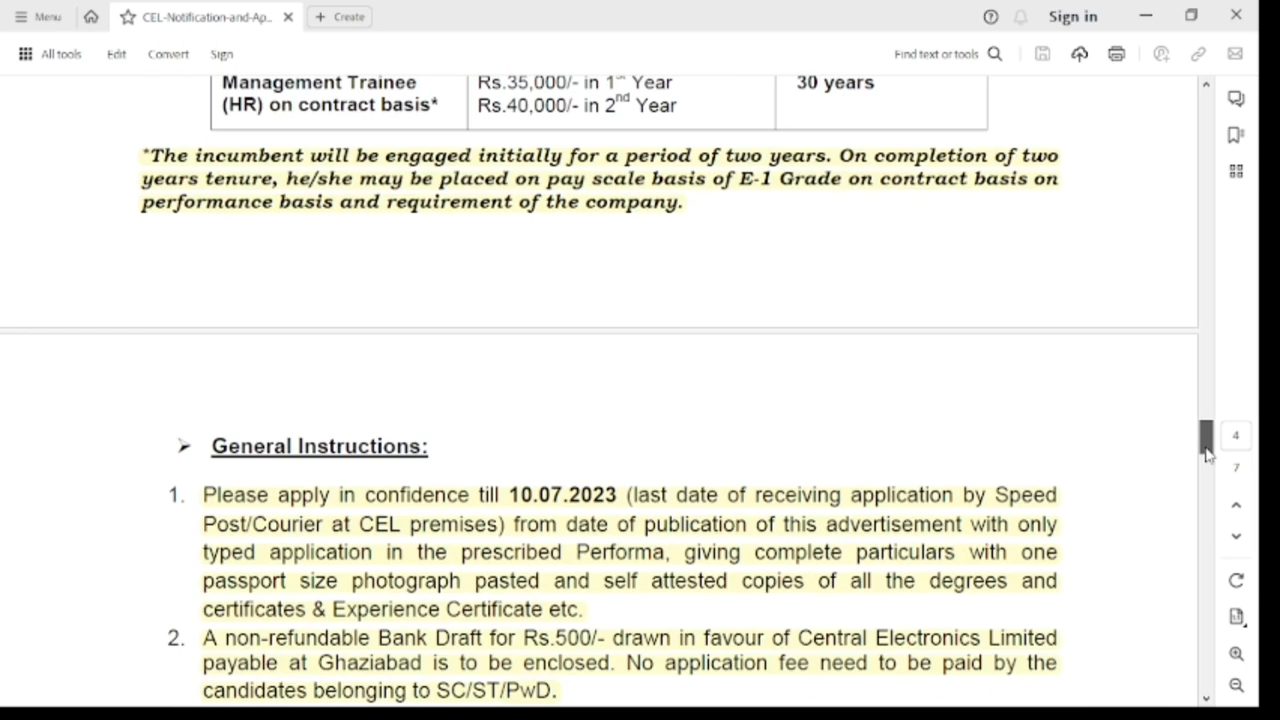 Menu
CEL-Notification-and-Ap...
Create
Sign in
All tools
Edit
Convert
Sign
Find text or tools
Management Trainee
(HR) on contract basis*
Rs.35,000/- in 1st Year
Rs.40,000/- in 2nd Year
30 years
*The incumbent will be engaged initially for a period of two years. On completion of two
years tenure, he/she may be placed on pay scale basis of E-1 Grade on contract basis on
performance basis and requirement of the company.
➢ General Instructions:
1. Please apply in confidence till 10.07.2023 (last date of receiving application by Speed
Post/Courier at CEL premises) from date of publication of this advertisement with only
typed application in the prescribed Performa, giving complete particulars with one
passport size photograph pasted and self attested copies of all the degrees and
certificates & Experience Certificate etc.
2. A non-refundable Bank Draft for Rs.500/- drawn in favour of Central Electronics Limited
payable at Ghaziabad is to be enclosed. No application fee need to be paid by the
candidates belonging to SC/ST/PwD.
4
7